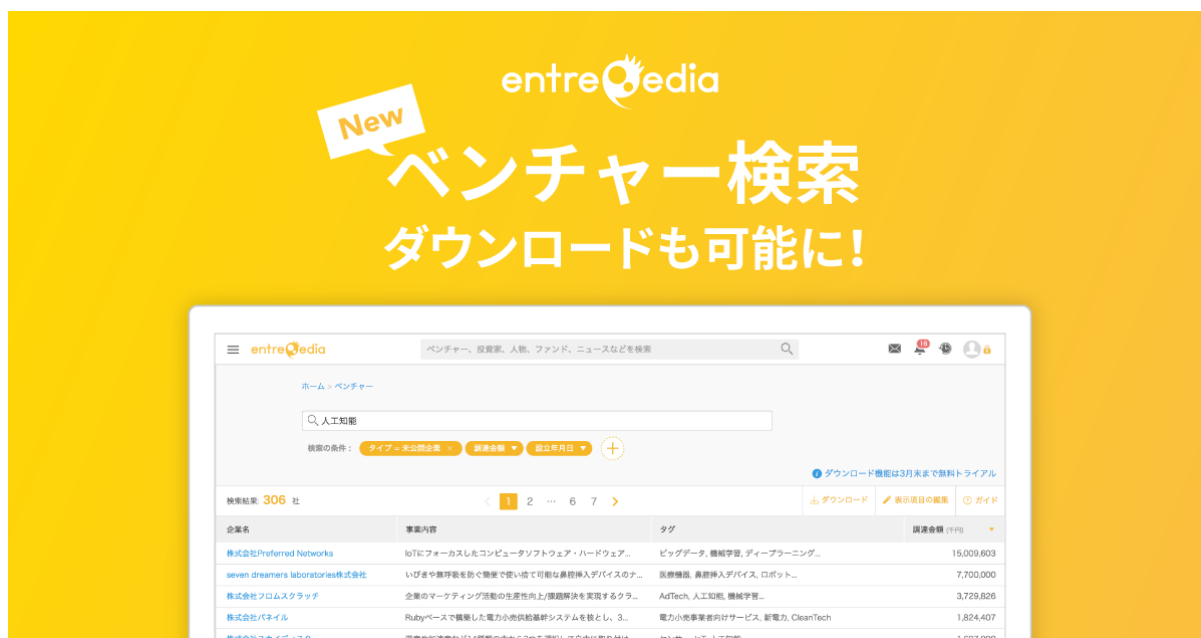 entrepedia
New
ベンチャー検索
ダウンロードも可能に!
entrepedia
ベンチャー、投資家、人物、ファンド、ニュースなどを検索
18
ホーム > ベンチャー
人工知能
検索の条件: タイプ = 未公開企業 × 調達金額 ▼ 設立年月日 ▼ +
ダウンロード機能は3月末まで無料トライアル
検索結果: 306 社 < 1 2 … 6 7 > ダウンロード 表示項目の編集 ガイド
企業名 事業内容 タグ 調達金額 (千円) ▼
株式会社Preferred Networks IoTにフォーカスしたコンピュータソフトウェア・ハードウェア... ビッグデータ, 機械学習, ディープラーニング... 15,009,603
seven dreamers laboratories株式会社 いびきや無呼吸を防ぐ簡便で使い捨て可能な鼻腔挿入デバイスのナ... 医療機器, 鼻腔挿入デバイス, ロボット... 7,700,000
株式会社フロムスクラッチ 企業のマーケティング活動の生産性向上/課題解決を実現するクラ... AdTech, 人工知能, 機械学習... 3,729,826
株式会社パネイル Rubyベースで構築した電力小売供給基幹システムを核とし、3... 電力小売事業者向けサービス, 新電力, CleanTech 1,824,407